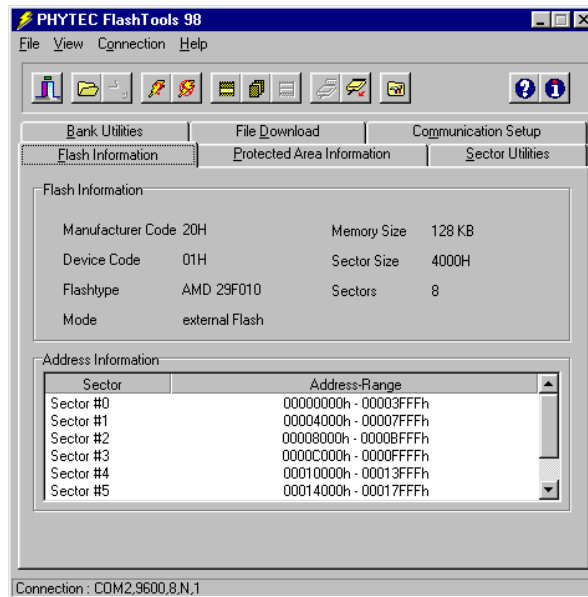 PHYTEC FlashTools 98
File View Connection Help
Bank Utilities File Download Communication Setup
Flash Information Protected Area Information Sector Utilities
Flash Information
Manufacturer Code 20H Memory Size 128 KB
Device Code 01H Sector Size 4000H
Flashtype AMD 29F010 Sectors 8
Mode external Flash
Address Information
Sector Address-Range
Sector #0 00000000h - 00003FFFh
Sector #1 00004000h - 00007FFFh
Sector #2 00008000h - 0000BFFFh
Sector #3 0000C000h - 0000FFFFh
Sector #4 00010000h - 00013FFFh
Sector #5 00014000h - 00017FFFh
Connection : COM2,9600,8,N,1